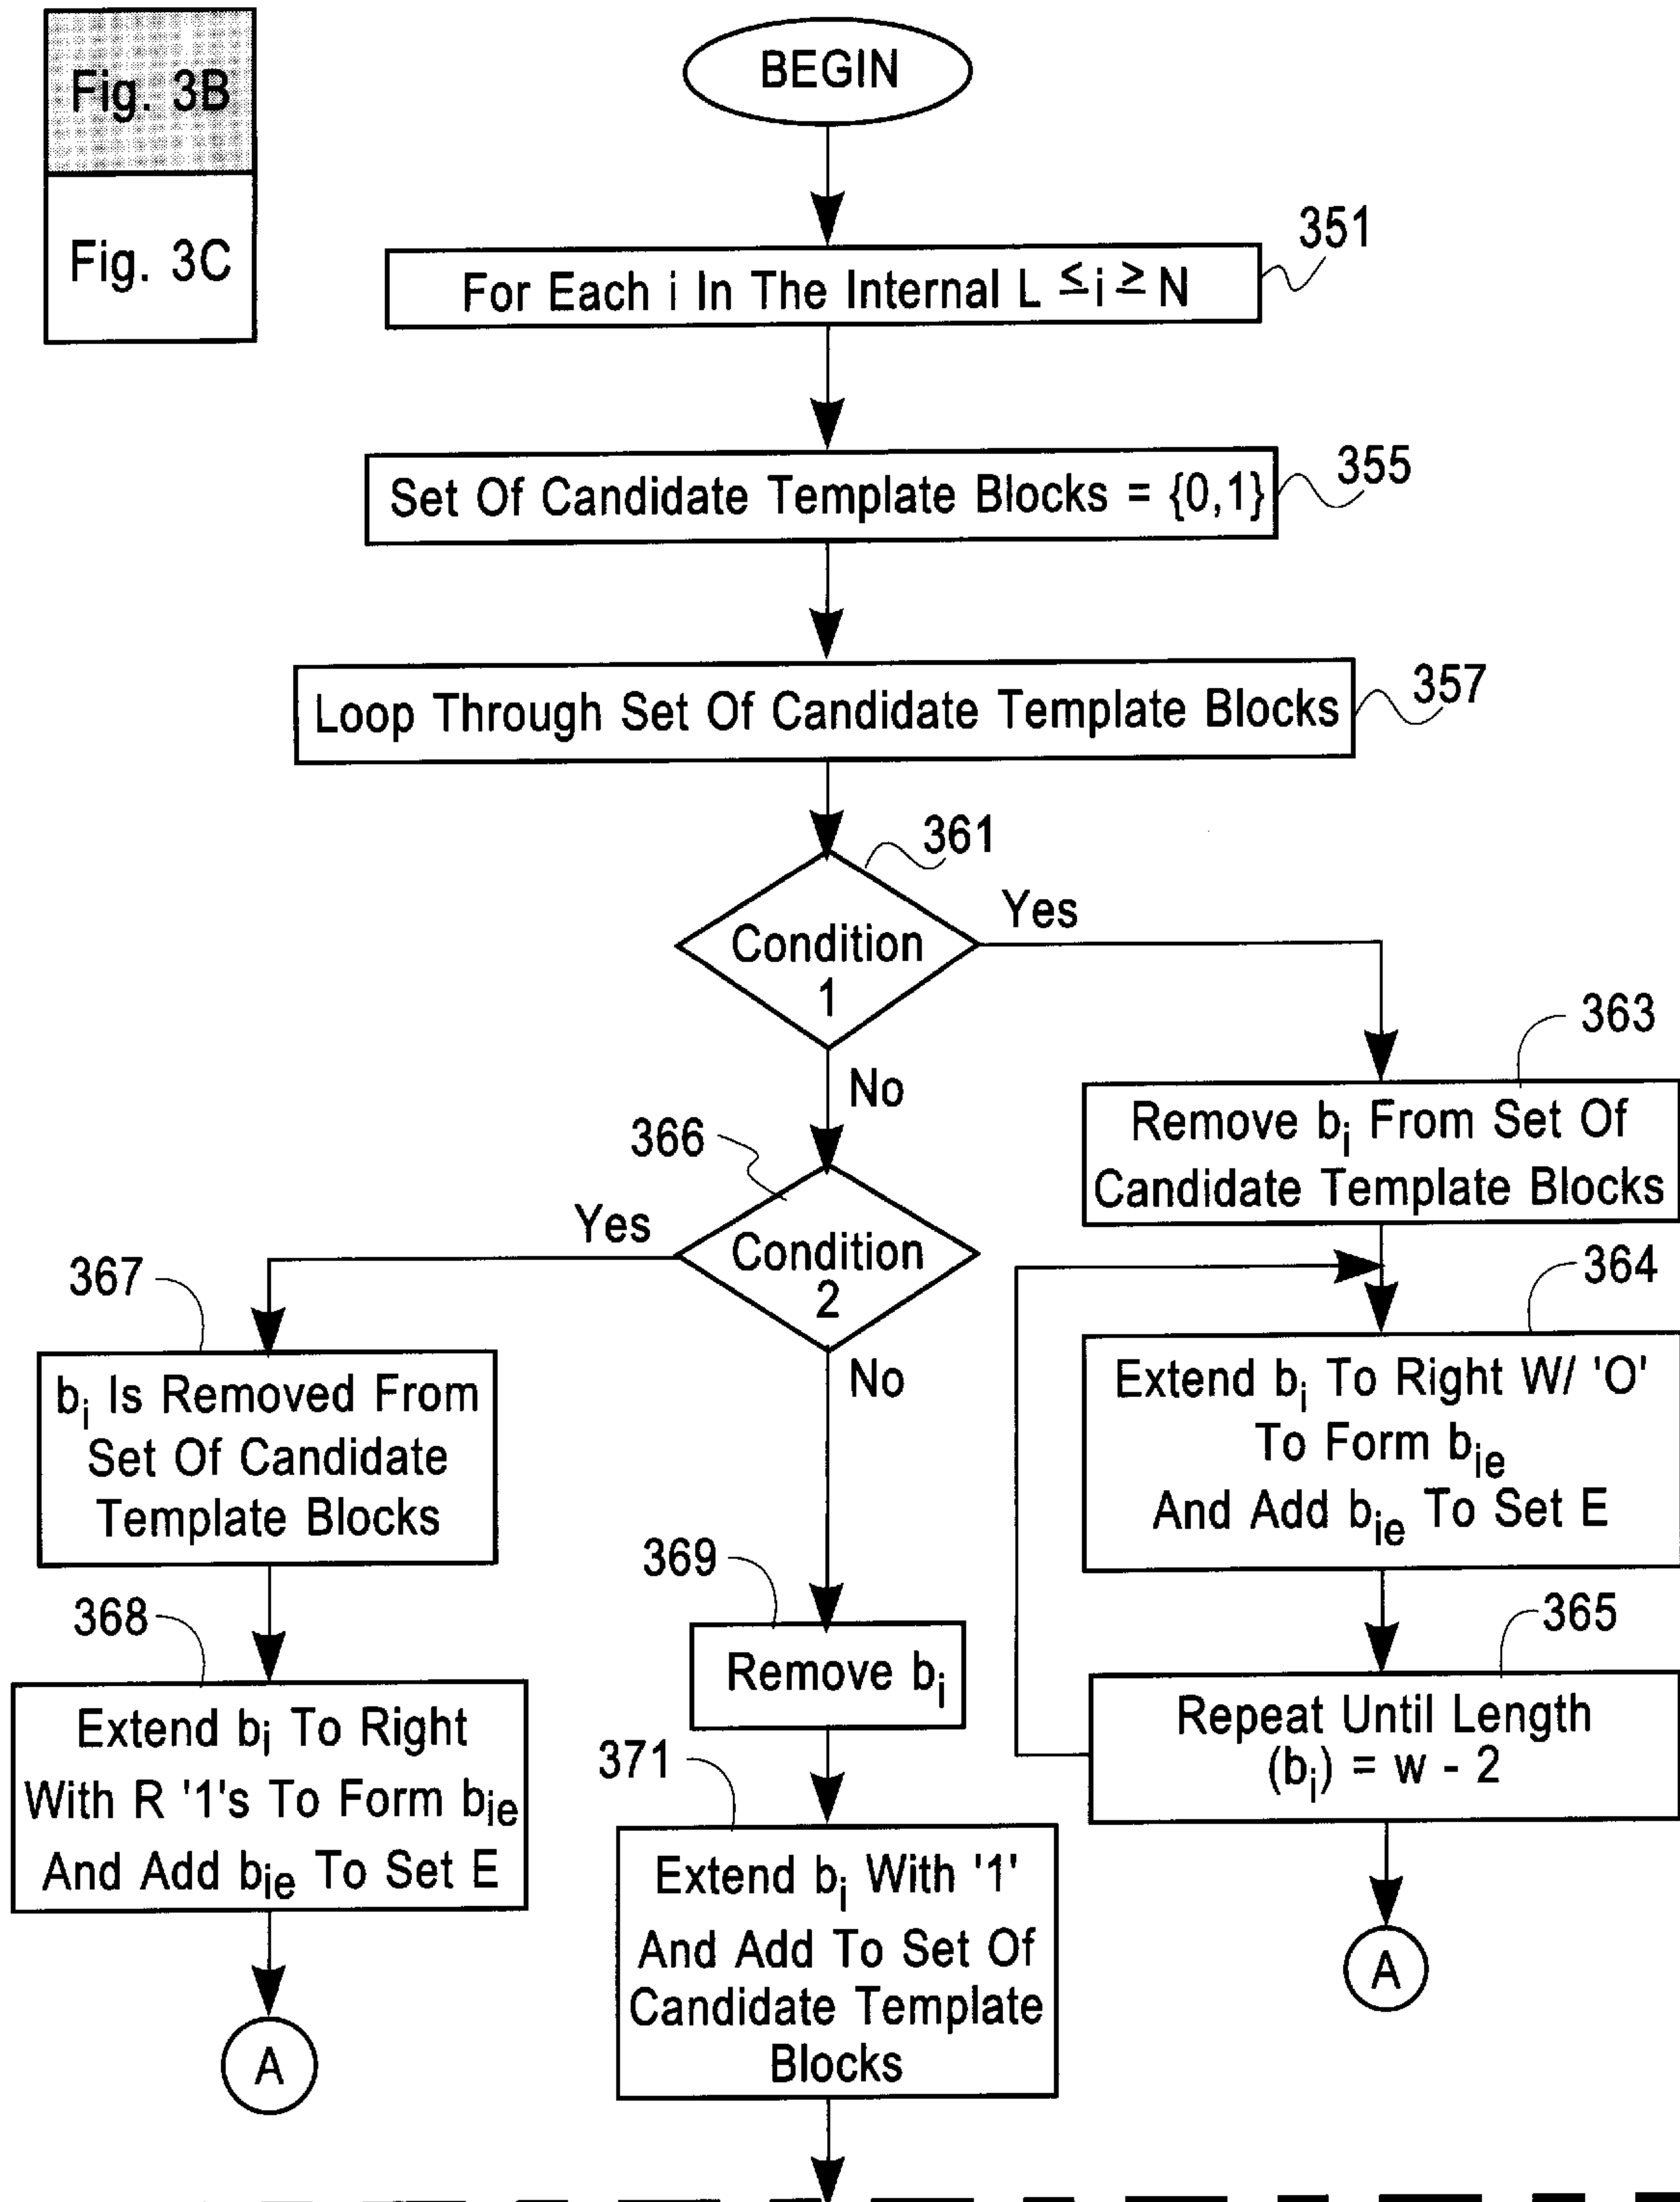 Fig. 3B
Fig. 3C
BEGIN
351
For Each i In The Internal L ≤ i ≥ N
355
Set Of Candidate Template Blocks = {0,1}
357
Loop Through Set Of Candidate Template Blocks
361
Condition
1
Yes
No
363
Remove bi From Set Of
Candidate Template Blocks
366
Condition
2
Yes
No
364
Extend bi To Right W/ 'O'
To Form bie
And Add bie To Set E
365
Repeat Until Length
(bi) = w - 2
A
367
bi Is Removed From
Set Of Candidate
Template Blocks
368
Extend bi To Right
With R '1's To Form bie
And Add bie To Set E
A
369
Remove bi
371
Extend bi With '1'
And Add To Set Of
Candidate Template
Blocks